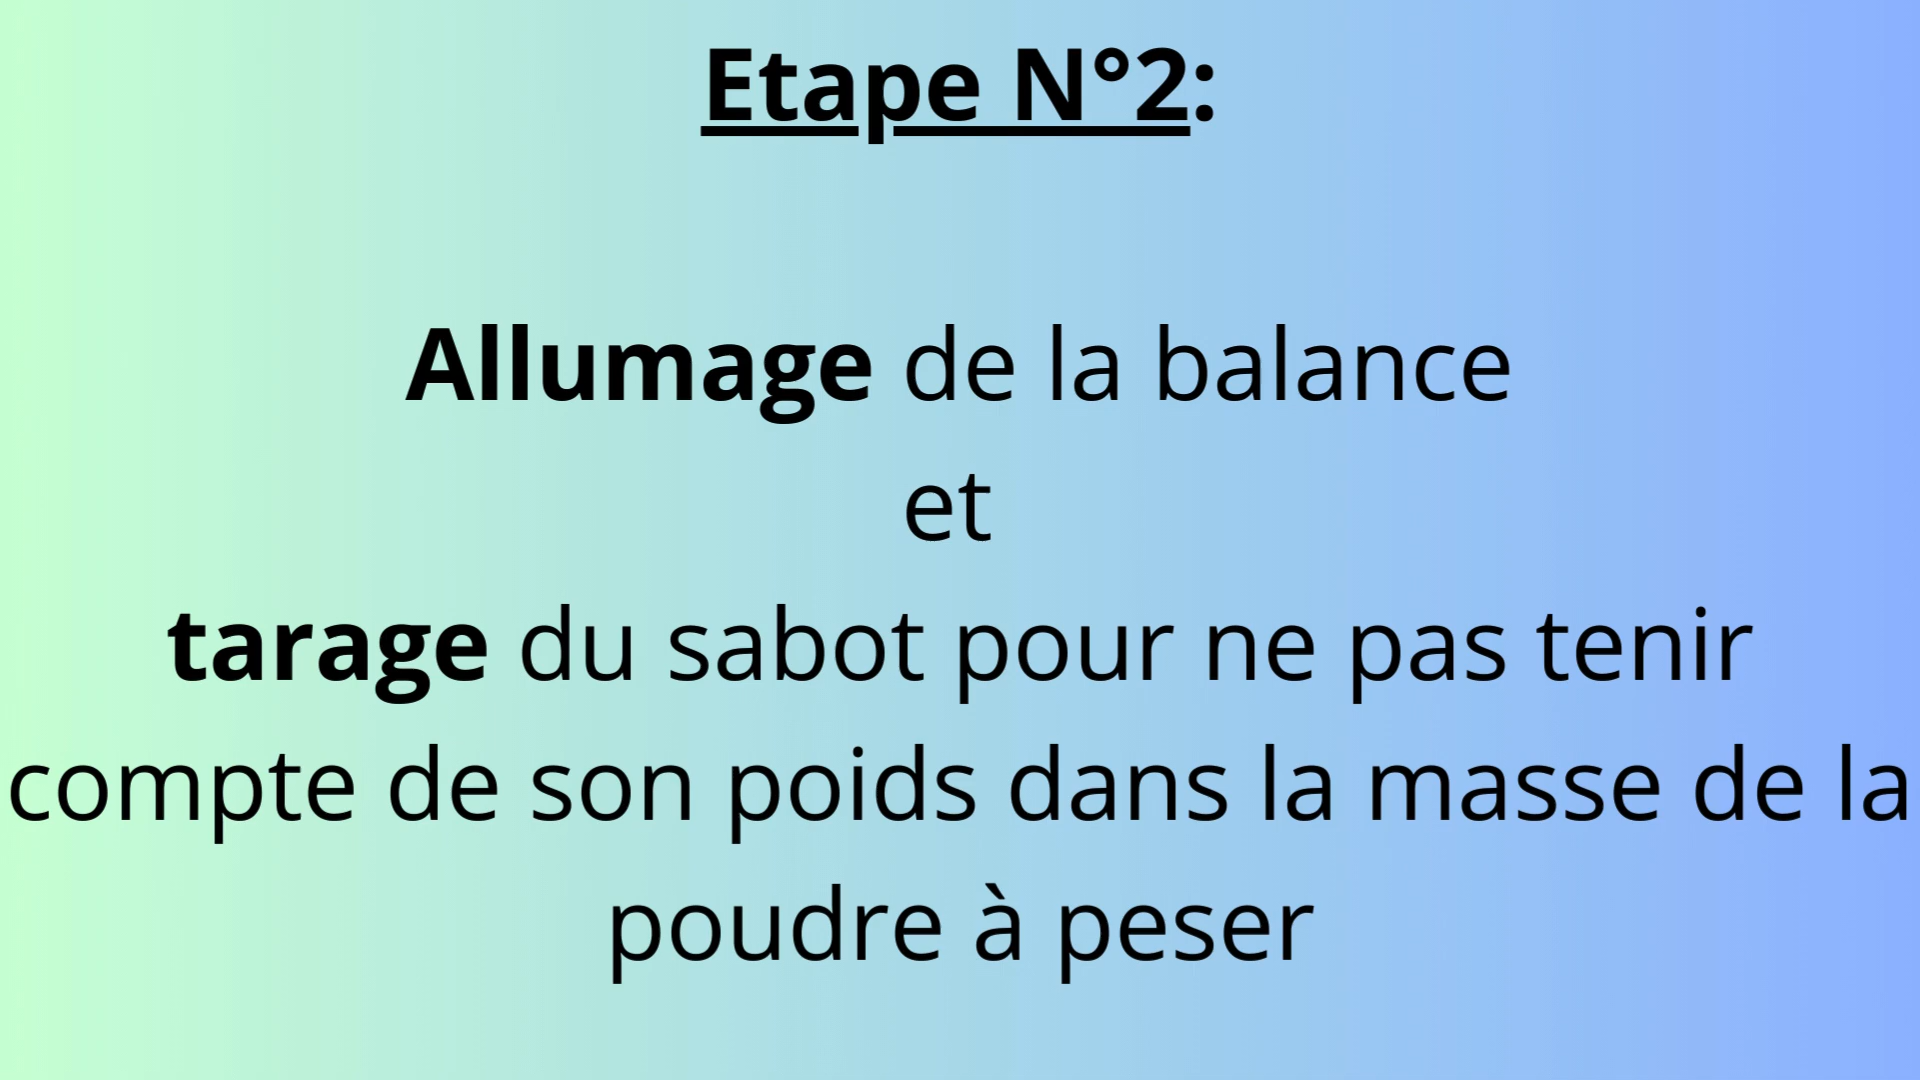 Etape N°2:
Allumage de la balance
et
tarage du sabot pour ne pas tenir
compte de son poids dans la masse de la
poudre à peser